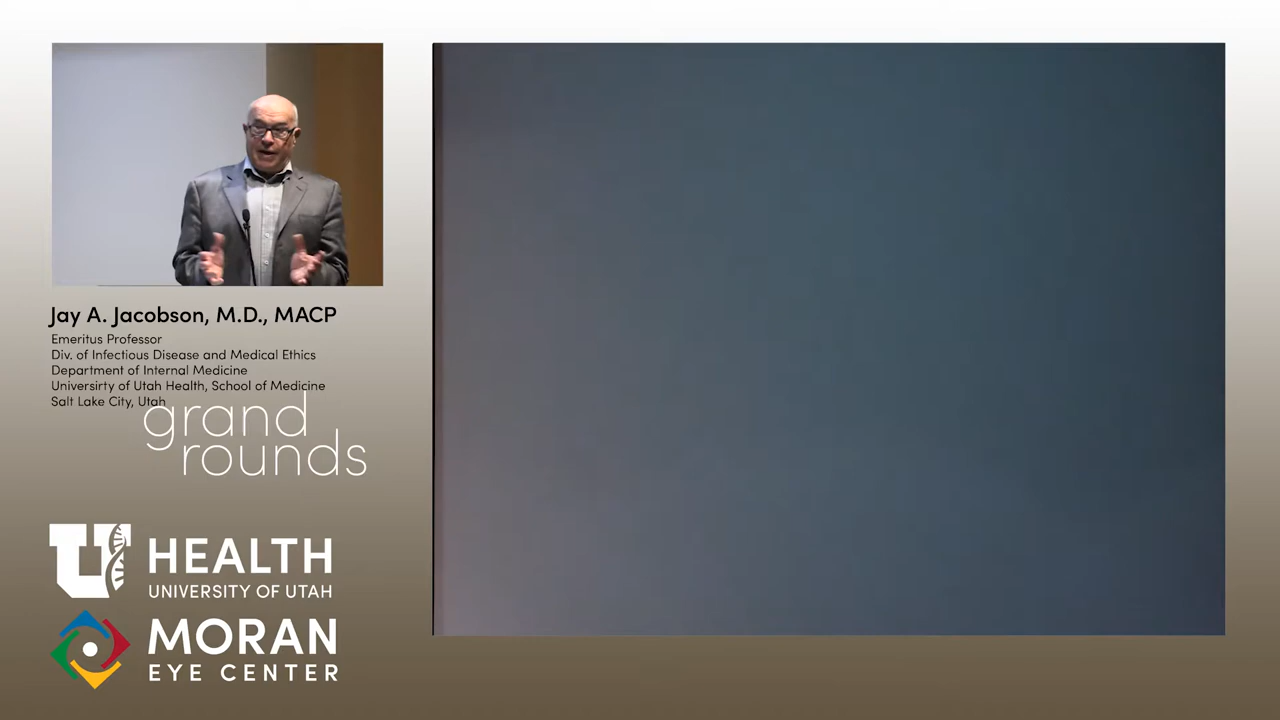 Jay A. Jacobson, M.D., MACP
Emeritus Professor
Div. of Infectious Disease and Medical Ethics
Department of Internal Medicine
Universirty of Utah Health, School of Medicine
Salt Lake City, Utah
grand
rounds
U HEALTH
UNIVERSITY OF UTAH
MORAN
EYE CENTER